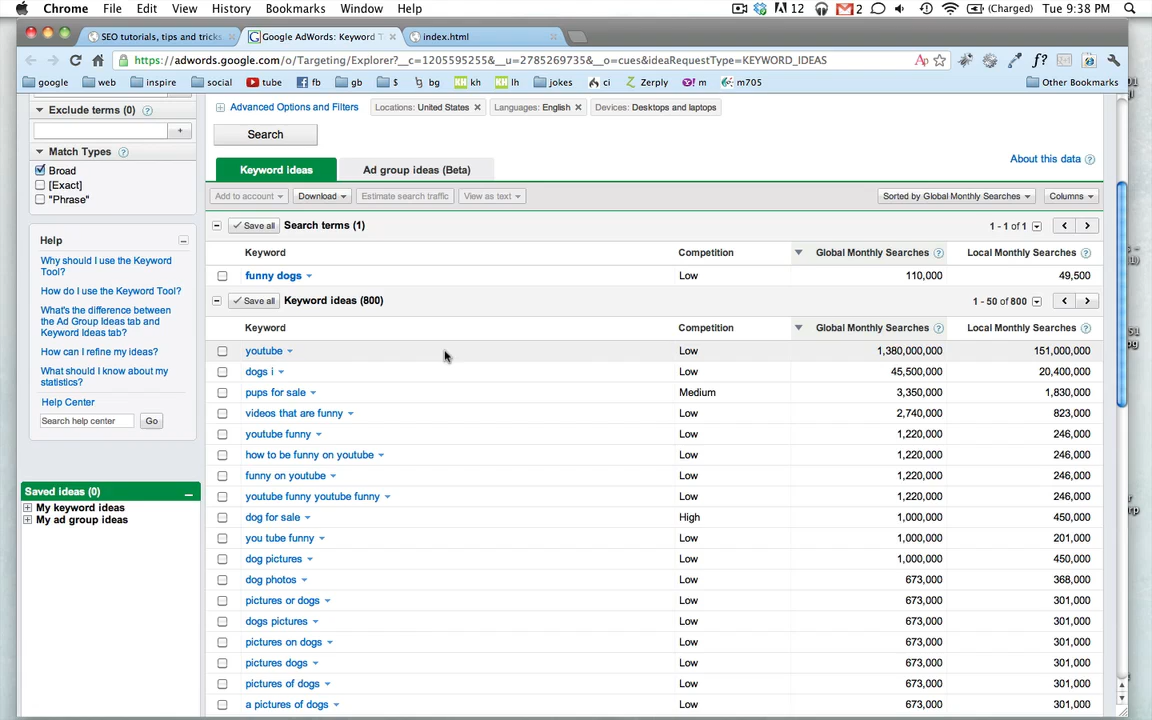 Chrome File Edit View History Bookmarks Window Help 12 2 (Charged) Tue 9:38 PM
SEO tutorials, tips and tricks Google AdWords: Keyword T index.html
https://adwords.google.com/o/Targeting/Explorer?__c=1205595255&__u=2785269735&__o=cues&ideaRequestType=KEYWORD_IDEAS
google web inspire social tube fb gb $ bg kh lh jokes ci Zerply m m705 Other Bookmarks
Exclude terms (0)
+
Match Types
Broad
[Exact]
"Phrase"
Help
Why should I use the Keyword
Tool?
How do I use the Keyword Tool?
What's the difference between
the Ad Group Ideas tab and
Keyword Ideas tab?
How can I refine my ideas?
What should I know about my
statistics?
Help Center
Search help center Go
Saved ideas (0)
My keyword ideas
My ad group ideas
Advanced Options and Filters Locations: United States Languages: English Devices: Desktops and laptops
Search
Keyword ideas Ad group ideas (Beta) About this data
Add to account Download Estimate search traffic View as text Sorted by Global Monthly Searches Columns
Save all Search terms (1) 1 - 1 of 1
Keyword Competition Global Monthly Searches Local Monthly Searches
funny dogs Low 110,000 49,500
Save all Keyword ideas (800) 1 - 50 of 800
Keyword Competition Global Monthly Searches Local Monthly Searches
youtube Low 1,380,000,000 151,000,000
dogs i Low 45,500,000 20,400,000
pups for sale Medium 3,350,000 1,830,000
videos that are funny Low 2,740,000 823,000
youtube funny Low 1,220,000 246,000
how to be funny on youtube Low 1,220,000 246,000
funny on youtube Low 1,220,000 246,000
youtube funny youtube funny Low 1,220,000 246,000
dog for sale High 1,000,000 450,000
you tube funny Low 1,000,000 201,000
dog pictures Low 1,000,000 450,000
dog photos Low 673,000 368,000
pictures or dogs Low 673,000 301,000
dogs pictures Low 673,000 301,000
pictures on dogs Low 673,000 301,000
pictures dogs Low 673,000 301,000
pictures of dogs Low 673,000 301,000
a pictures of dogs Low 673,000 301,000